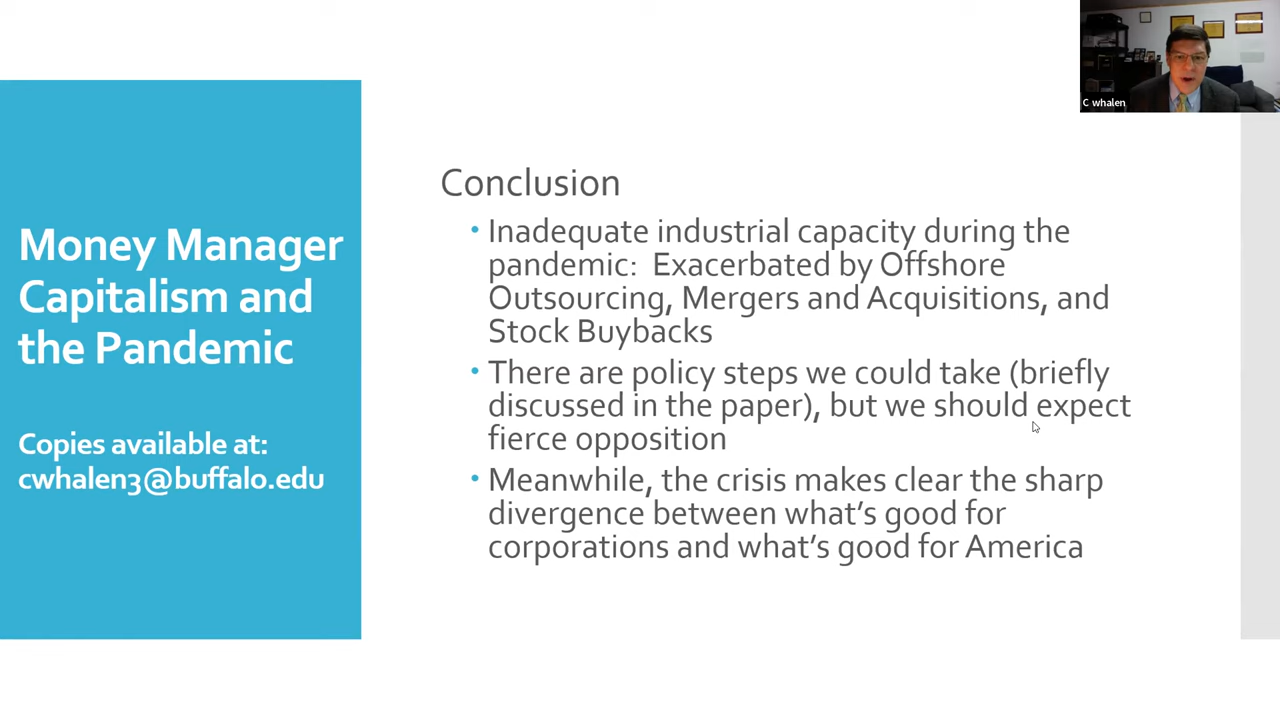 C whalen
Money Manager
Capitalism and
the Pandemic
Copies available at:
cwhalen3@buffalo.edu
Conclusion
• Inadequate industrial capacity during the
pandemic:  Exacerbated by Offshore
Outsourcing, Mergers and Acquisitions, and
Stock Buybacks
• There are policy steps we could take (briefly
discussed in the paper), but we should expect
fierce opposition
• Meanwhile, the crisis makes clear the sharp
divergence between what’s good for
corporations and what’s good for America